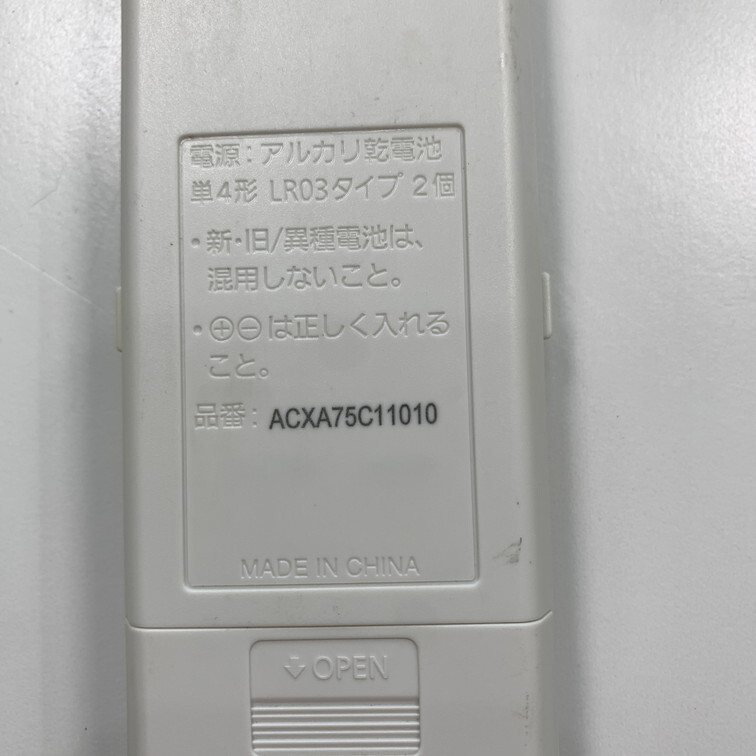 電源：アルカリ乾電池
単4形 LR03タイプ 2個
・新・旧/異種電池は、
混用しないこと。
・⊕⊖は正しく入れる
こと。
品番：ACXA75C11010
MADE IN CHINA
OPEN